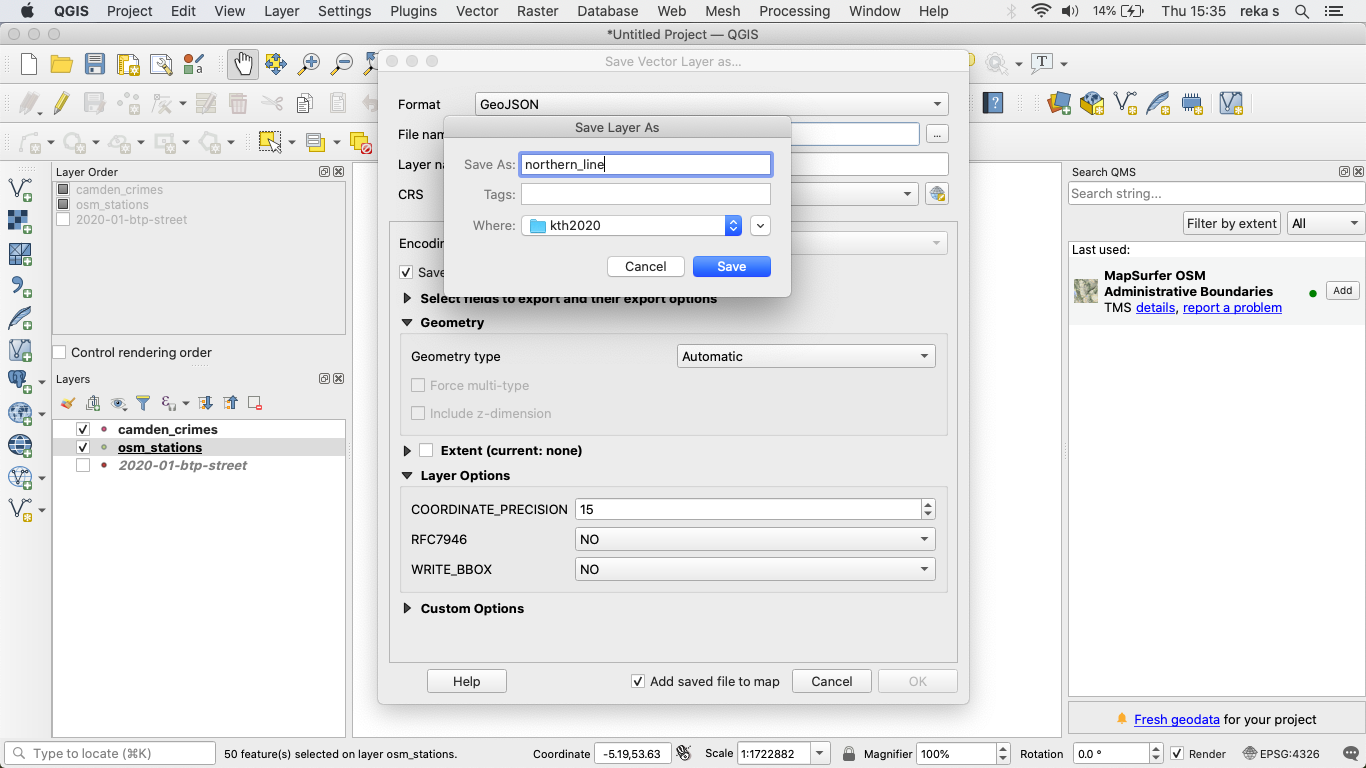 QGIS Project Edit View Layer Settings Plugins Vector Raster Database Web Mesh Processing Window Help 14% Thu 15:35 reka s
*Untitled Project — QGIS
Save Vector Layer as...
Format GeoJSON
File nam
...
Layer na
CRS
Save Layer As
Save As: northern_line
Tags:
Where: kth2020
Cancel Save
Encodin
Save
Select fields to export and their export options
Geometry
Geometry type Automatic
Force multi-type
Include z-dimension
Extent (current: none)
Layer Options
COORDINATE_PRECISION 15
RFC7946 NO
WRITE_BBOX NO
Custom Options
Help Add saved file to map Cancel OK
Layer Order
camden_crimes
osm_stations
2020-01-btp-street
Control rendering order
Layers
camden_crimes
osm_stations
2020-01-btp-street
Search QMS
Search string...
Filter by extent All
Last used:
MapSurfer OSM
Administrative Boundaries
TMS details, report a problem
Add
Fresh geodata for your project
Type to locate (⌘K) 50 feature(s) selected on layer osm_stations. Coordinate -5.19,53.63 Scale 1:1722882 Magnifier 100% Rotation 0.0 ° Render EPSG:4326